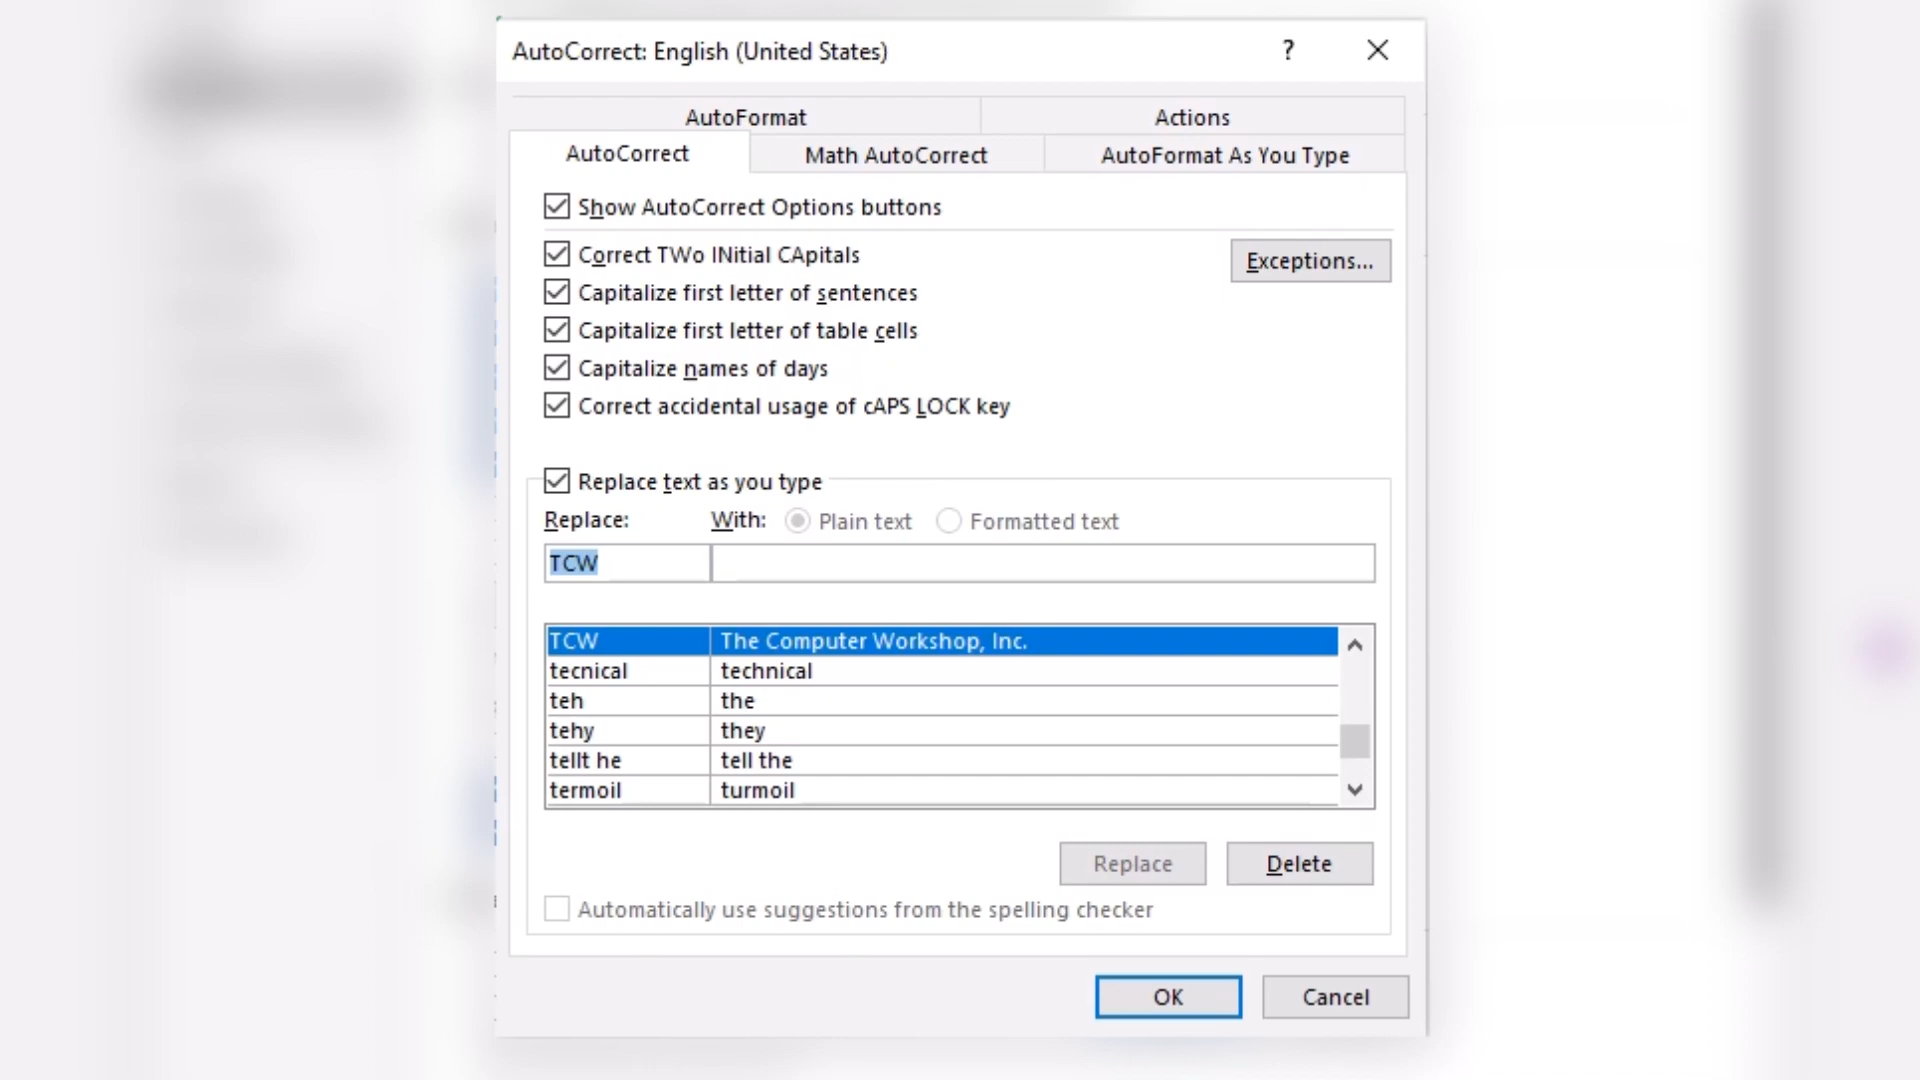 AutoCorrect: English (United States) ?
AutoFormat Actions
AutoCorrect Math AutoCorrect AutoFormat As You Type
Show AutoCorrect Options buttons
Correct TWo INitial CApitals Exceptions...
Capitalize first letter of sentences
Capitalize first letter of table cells
Capitalize names of days
Correct accidental usage of cAPS LOCK key
Replace text as you type
Replace: With: Plain text Formatted text
TCW
TCW The Computer Workshop, Inc.
tecnical technical
teh the
tehy they
tellt he tell the
termoil turmoil
Replace Delete
Automatically use suggestions from the spelling checker
OK Cancel